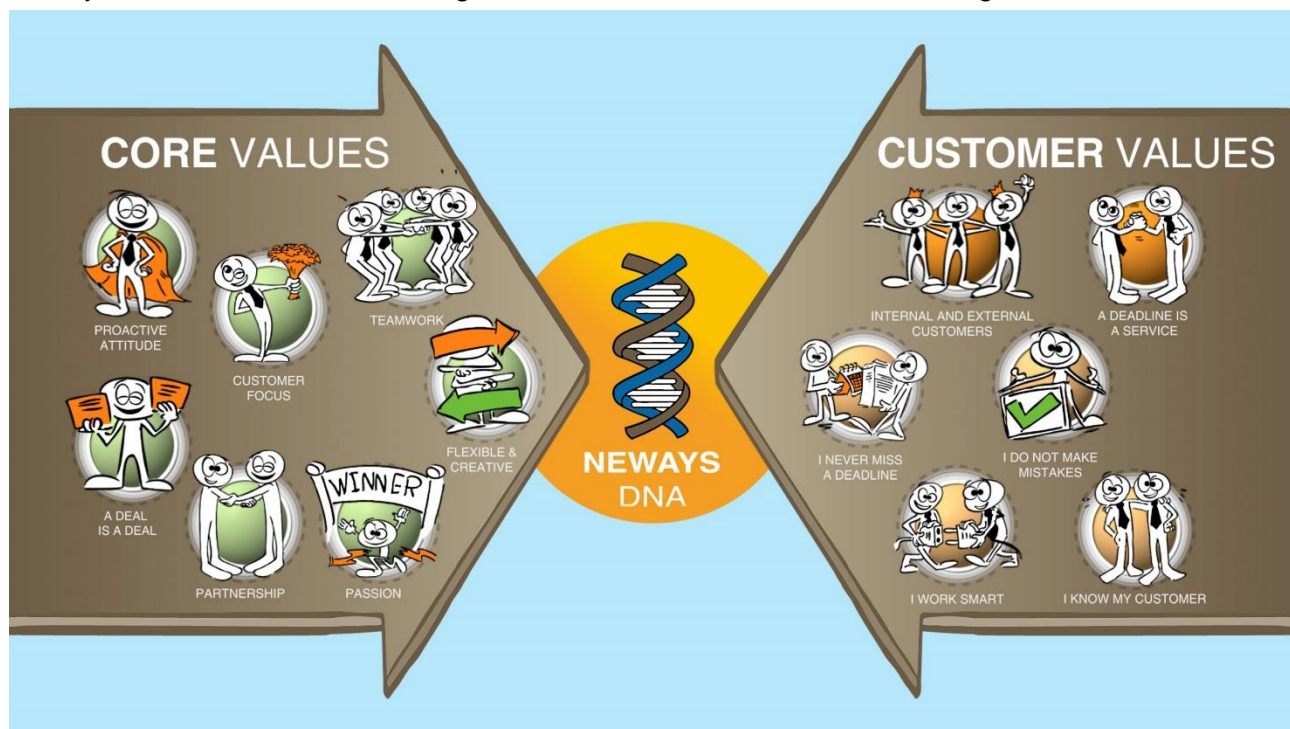 CORE VALUES
PROACTIVE
ATTITUDE
CUSTOMER
FOCUS
TEAMWORK
FLEXIBLE &
CREATIVE
A DEAL
IS A DEAL
PARTNERSHIP
WINNER
PASSION
NEWAYS
DNA
CUSTOMER VALUES
INTERNAL AND EXTERNAL
CUSTOMERS
A DEADLINE IS
A SERVICE
I NEVER MISS
A DEADLINE
I DO NOT MAKE
MISTAKES
I WORK SMART
I KNOW MY CUSTOMER